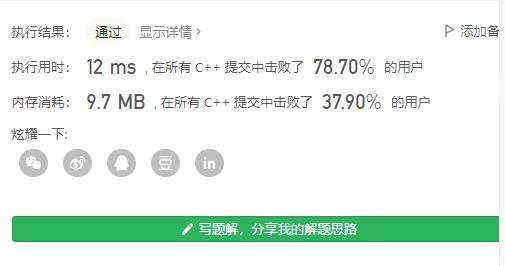 执行结果： 通过 显示详情 › 添加备
执行用时： 12 ms , 在所有 C++ 提交中击败了 78.70% 的用户
内存消耗： 9.7 MB , 在所有 C++ 提交中击败了 37.90% 的用户
炫耀一下:
豆 in
写题解，分享我的解题思路